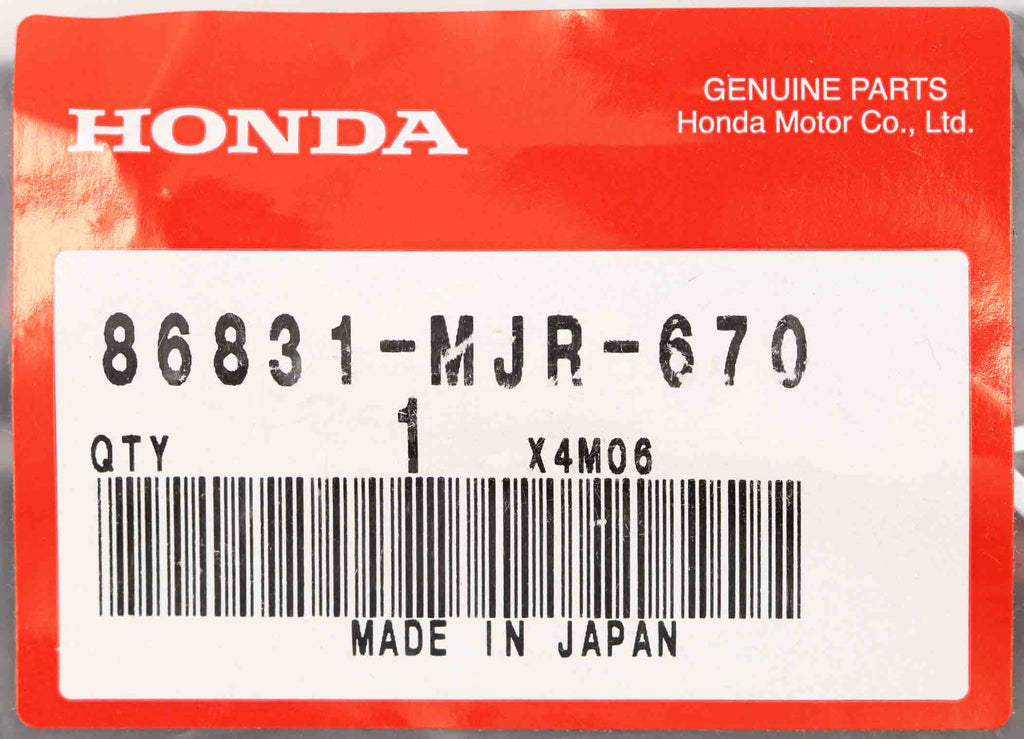 HONDA
GENUINE PARTS
Honda Motor Co., Ltd.
86831-MJR-670
QTY 1 X4M06
MADE IN JAPAN